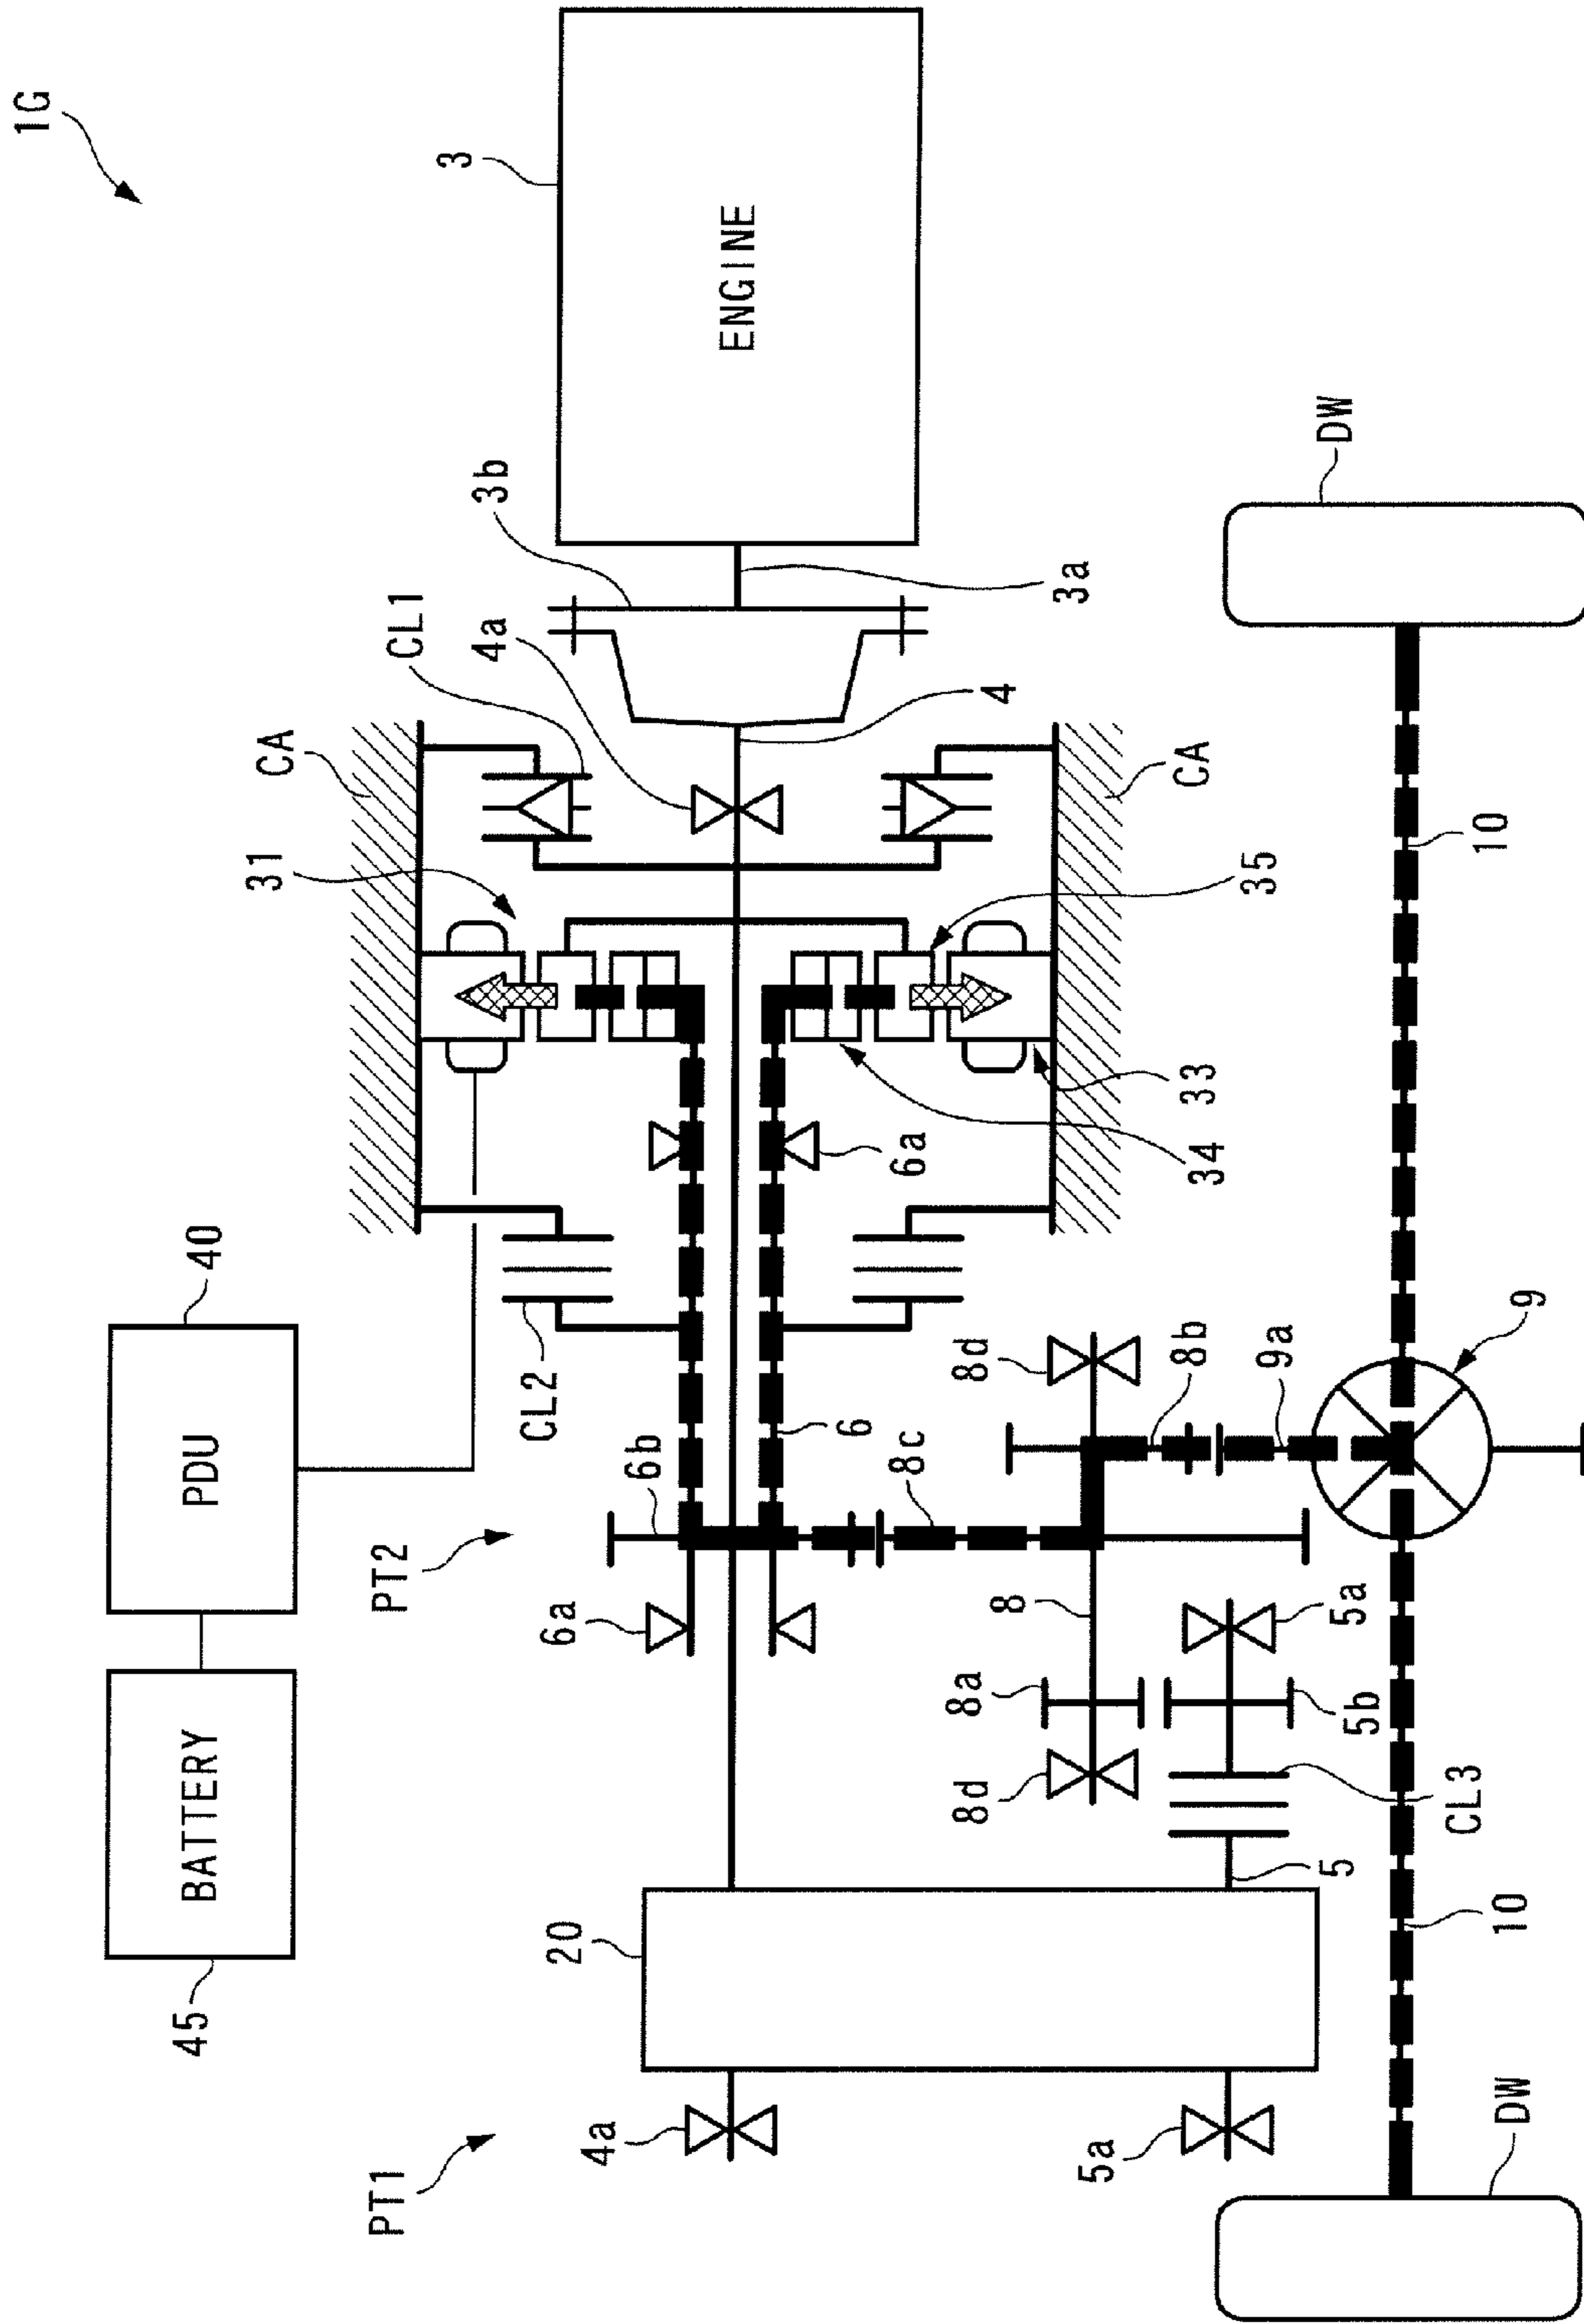 1G
3
ENGINE
3b
3a
CL1
4a
4
CA
CA
31
35
33
34
6a
DW
10
40
PDU
CL2
6b
6
8c
8d
8b
9a
9
PT2
6a
8
5a
8a
5b
8d
CL3
BATTERY
45
20
5
10
PT1
4a
5a
DW